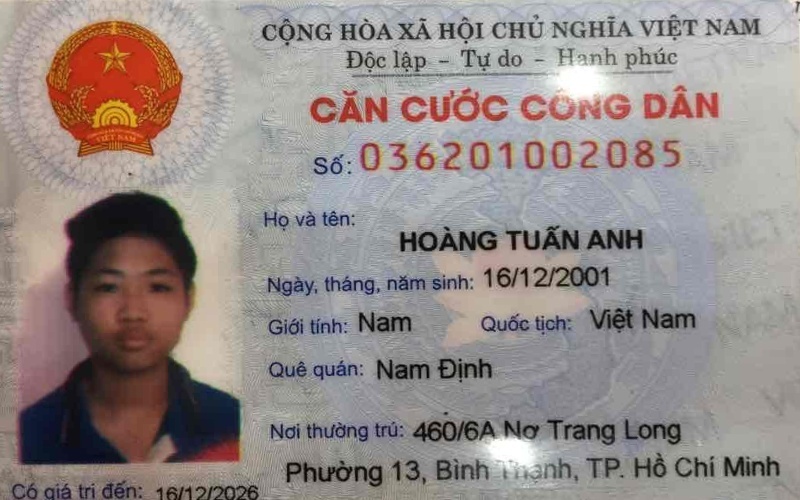 CỘNG HÒA XÃ HỘI CHỦ NGHĨA VIỆT NAM
Độc lập - Tự do - Hạnh phúc
CĂN CƯỚC CÔNG DÂN
Số: 036201002085
Họ và tên:
HOÀNG TUẤN ANH
Ngày, tháng, năm sinh: 16/12/2001
Giới tính: Nam Quốc tịch: Việt Nam
Quê quán: Nam Định
Nơi thường trú: 460/6A Nơ Trang Long
Phường 13, Bình Thạnh, TP. Hồ Chí Minh
Có giá trị đến: 16/12/2026